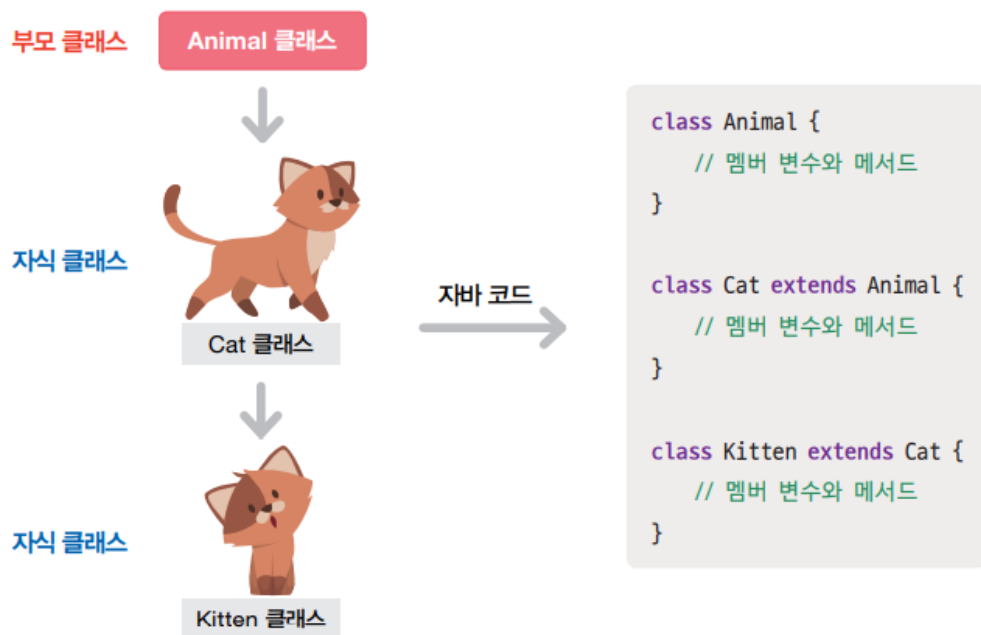 부모 클래스
Animal 클래스
자식 클래스
Cat 클래스
자식 클래스
Kitten 클래스
자바 코드
class Animal {
// 멤버 변수와 메서드
}
class Cat extends Animal {
// 멤버 변수와 메서드
}
class Kitten extends Cat {
// 멤버 변수와 메서드
}